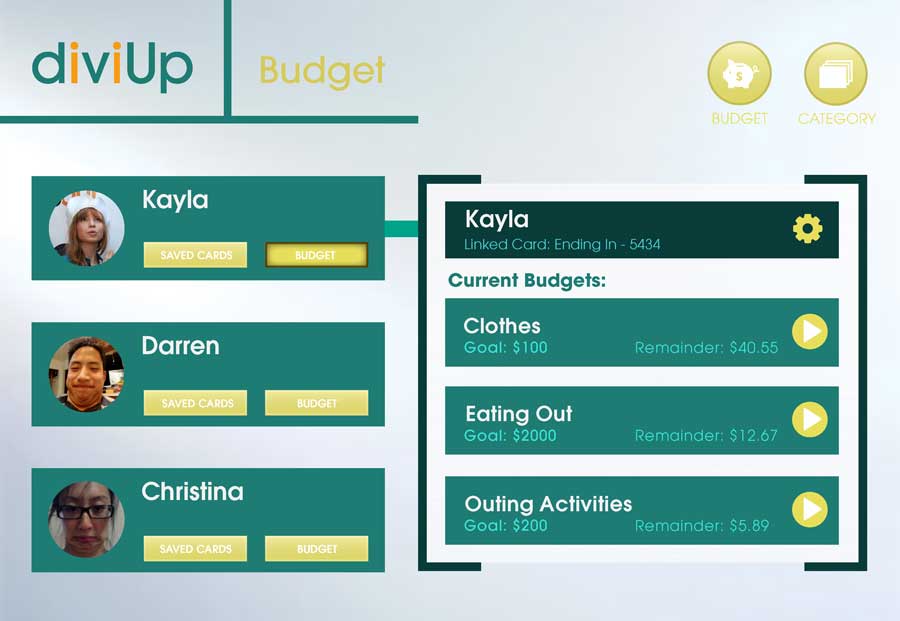 diviUp
Budget
BUDGET
CATEGORY
Kayla
SAVED CARDS
BUDGET
Darren
SAVED CARDS
BUDGET
Christina
SAVED CARDS
BUDGET
Kayla
Linked Card: Ending In - 5434
Current Budgets:
Clothes
Goal: $100
Remainder: $40.55
Eating Out
Goal: $2000
Remainder: $12.67
Outing Activities
Goal: $200
Remainder: $5.89